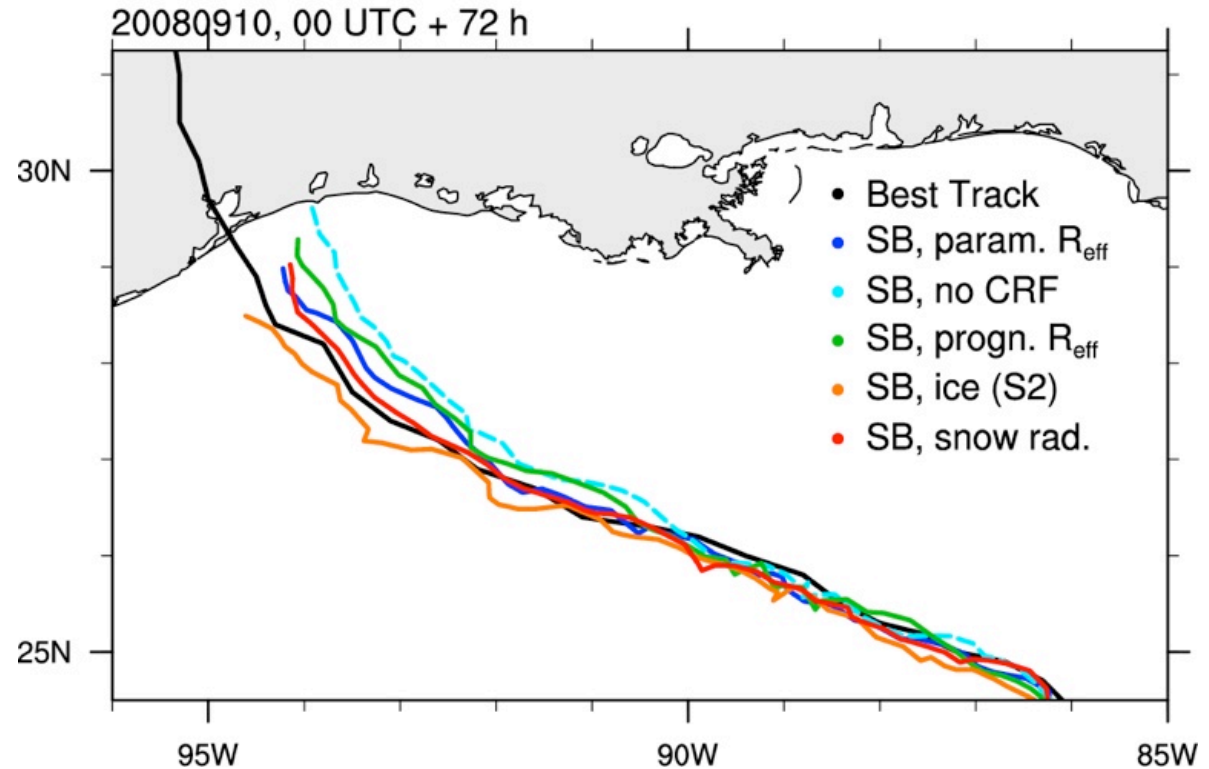 20080910, 00 UTC + 72 h
30N
Best Track
SB, param. Reff
SB, no CRF
SB, progn. Reff
SB, ice (S2)
SB, snow rad.
25N
95W
90W
85W